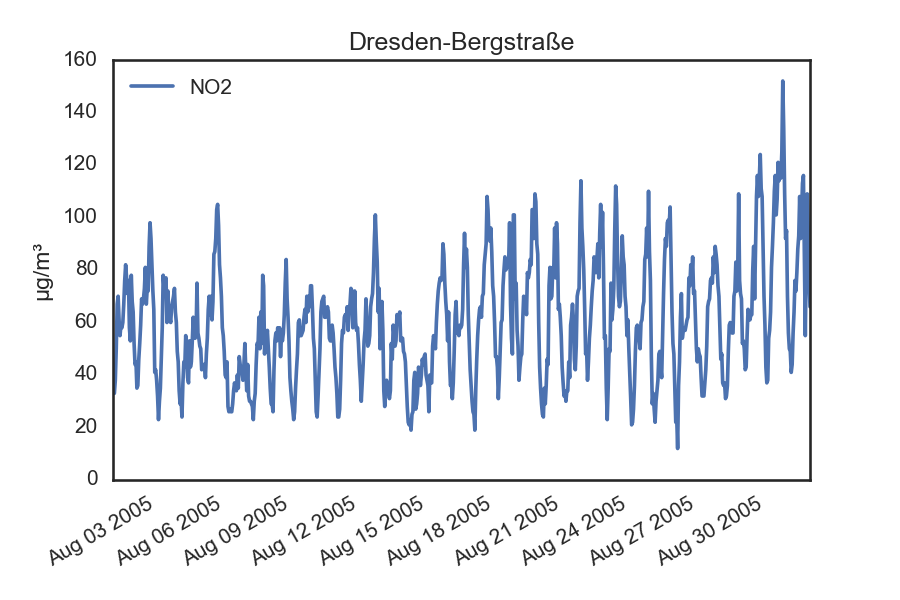 Dresden-Bergstraße
160
140
120
100
80
60
40
20
0
µg/m³
NO2
Aug 03 2005
Aug 06 2005
Aug 09 2005
Aug 12 2005
Aug 15 2005
Aug 18 2005
Aug 21 2005
Aug 24 2005
Aug 27 2005
Aug 30 2005